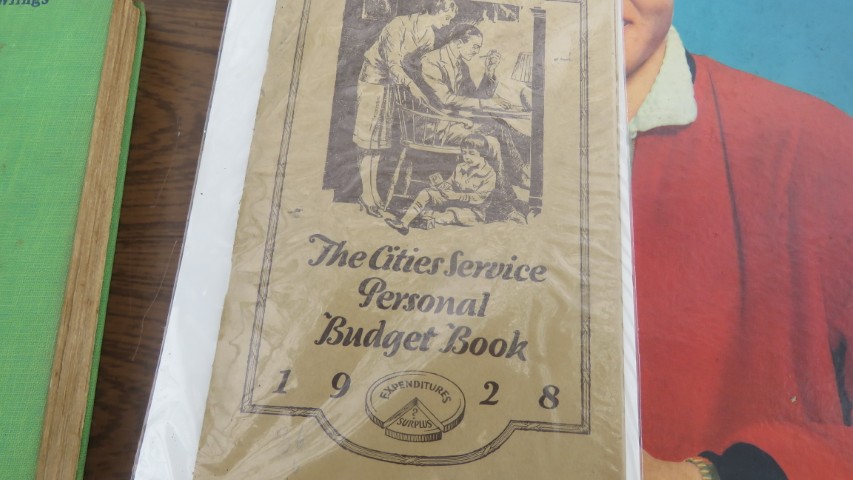 The Cities Service
Personal
Budget Book
1 9 2 8
EXPENDITURES
?
SURPLUS